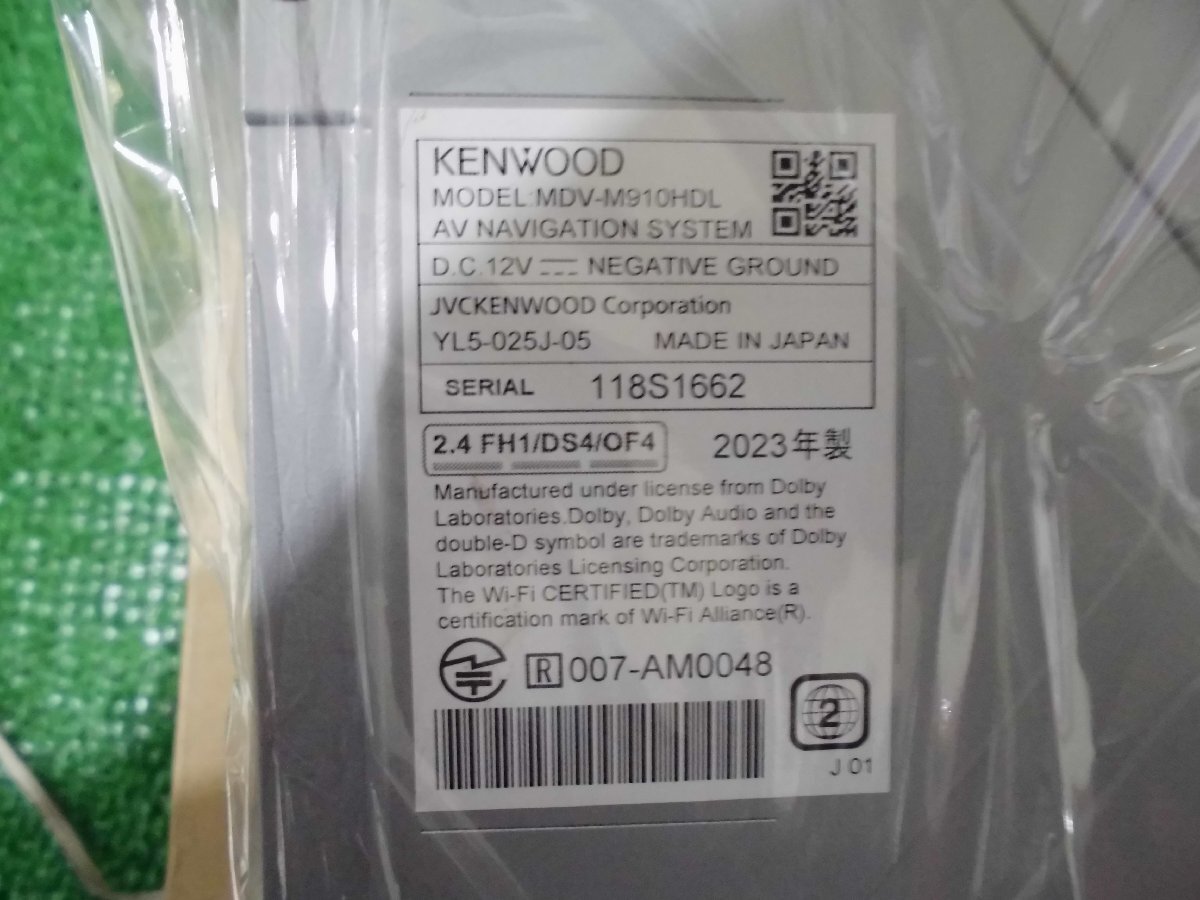 KENWOOD
MODEL:MDV-M910HDL
AV NAVIGATION SYSTEM
D.C.12V NEGATIVE GROUND
JVCKENWOOD Corporation
YL5-025J-05 MADE IN JAPAN
SERIAL 118S1662
2.4 FH1/DS4/OF4 2023年製
Manufactured under license from Dolby
Laboratories.Dolby, Dolby Audio and the
double-D symbol are trademarks of Dolby
Laboratories Licensing Corporation.
The Wi-Fi CERTIFIED(TM) Logo is a
certification mark of Wi-Fi Alliance(R).
R 007-AM0048
2
J 01